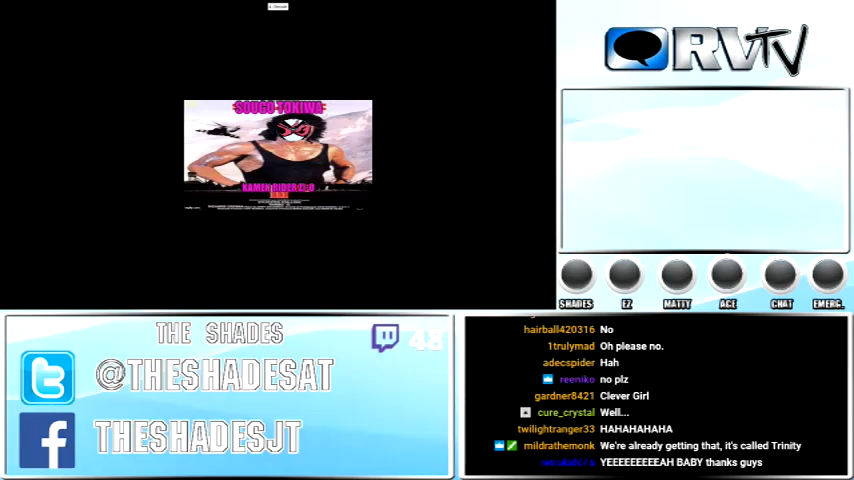 RVTV
SOUGO TOKIWA
KAMEN RIDER ZI-O
SHADES
EZ
MATTY
ACE
CHAT
EMERG.
THE SHADES
48
@THESHADESAT
THESHADESJT
hairball420316 No
1trulymad Oh please no.
adecspider Hah
reeniko no plz
gardner8421 Clever Girl
cure_crystal Well...
twilightranger33 HAHAHAHAHA
mildrathemonk We're already getting that, it's called Trinity
YEEEEEEEEAH BABY thanks guys